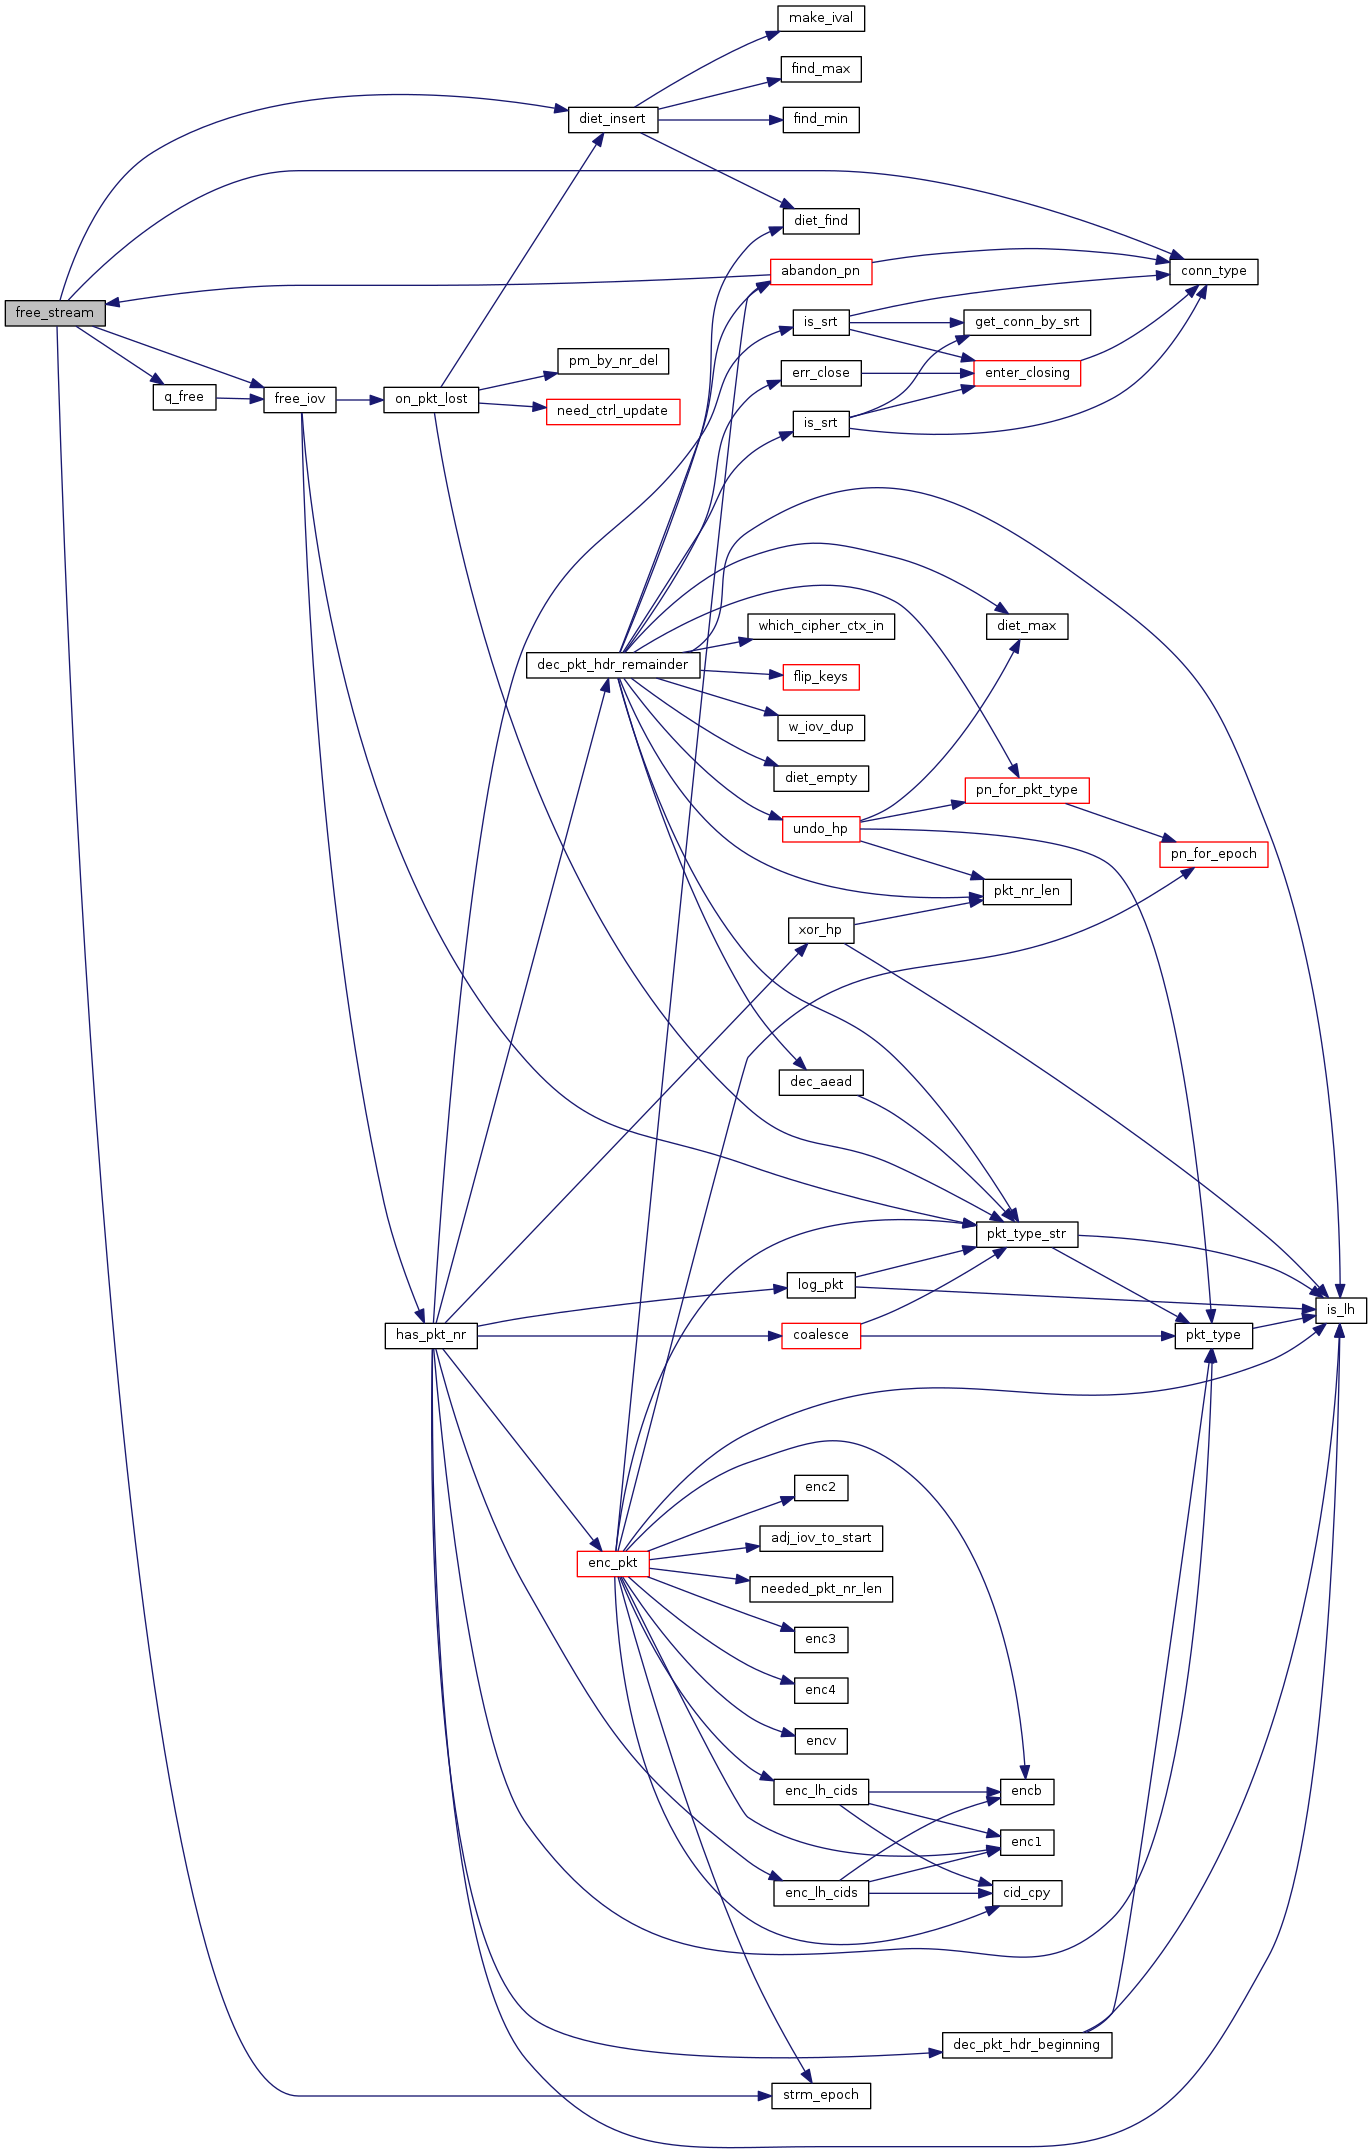 make_ival
find_max
diet_insert
find_min
diet_find
abandon_pn
conn_type
free_stream
is_srt
get_conn_by_srt
pm_by_nr_del
err_close
enter_closing
q_free
free_iov
on_pkt_lost
need_ctrl_update
is_srt
which_cipher_ctx_in
diet_max
dec_pkt_hdr_remainder
flip_keys
w_iov_dup
diet_empty
pn_for_pkt_type
undo_hp
pn_for_epoch
pkt_nr_len
xor_hp
dec_aead
pkt_type_str
log_pkt
is_lh
has_pkt_nr
coalesce
pkt_type
enc2
adj_iov_to_start
enc_pkt
needed_pkt_nr_len
enc3
enc4
encv
enc_lh_cids
encb
enc1
enc_lh_cids
cid_cpy
dec_pkt_hdr_beginning
strm_epoch